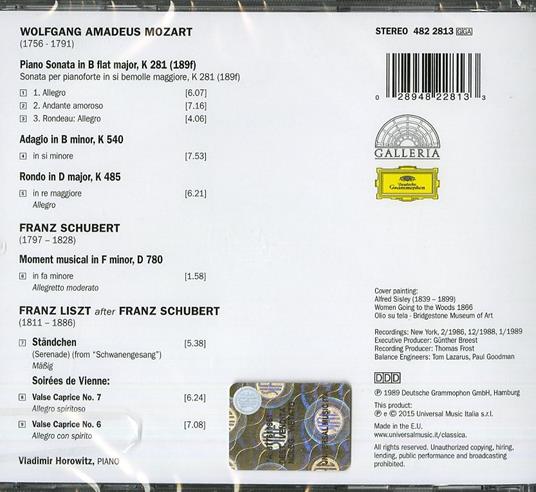 WOLFGANG AMADEUS MOZART
(1756 - 1791)
Piano Sonata in B flat major, K 281 (189f)
Sonata per pianoforte in si bemolle maggiore, K 281 (189f)
1 1. Allegro [6.07]
2 2. Andante amoroso [7.16]
3 3. Rondeau: Allegro [4.06]
Adagio in B minor, K 540
4 in si minore [7.53]
Rondo in D major, K 485
5 in re maggiore [6.21]
Allegro
FRANZ SCHUBERT
(1797 – 1828)
Moment musical in F minor, D 780
6 in fa minore [1.58]
Allegretto moderato
FRANZ LISZT after FRANZ SCHUBERT
(1811 – 1886)
7 Ständchen [5.38]
(Serenade) (from "Schwanengesang")
Mäßig
Soirées de Vienne:
8 Valse Caprice No. 7 [6.24]
Allegro spiritoso
9 Valse Caprice No. 6 [7.08]
Allegro con spirito
Vladimir Horowitz, PIANO
STEREO 482 2813 GIGA
0 28948 22813 3
GALLERIA
Deutsche
Grammophon
Cover painting:
Alfred Sisley (1839 – 1899)
Women Going to the Woods 1866
Olio su tela - Bridgestone Museum of Art
Recordings: New York, 2/1986, 12/1988, 1/1989
Executive Producer: Günther Breest
Recording Producer: Thomas Frost
Balance Engineers: Tom Lazarus, Paul Goodman
DDD
℗ 1989 Deutsche Grammophon GmbH, Hamburg
℗ e © 2015 Universal Music Italia s.r.l.
Made in the E.U.
www.universalmusic.it/classica.
All rights reserved. Unauthorized copying, hiring,
lending, public performance and broadcasting
prohibited.